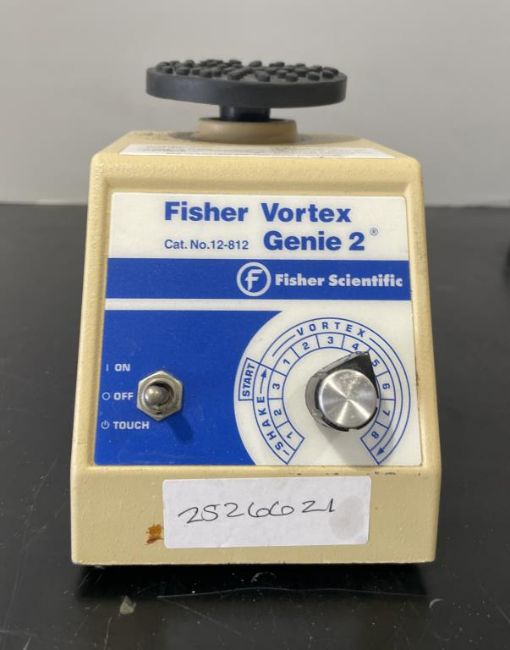 Fisher Vortex
Cat. No.12-812 Genie 2®
F Fisher Scientific
VORTEX
1 2 3 4 5 6 7 8
START
SHAKE
1 2 3
I ON
O OFF
⏻ TOUCH
25266021